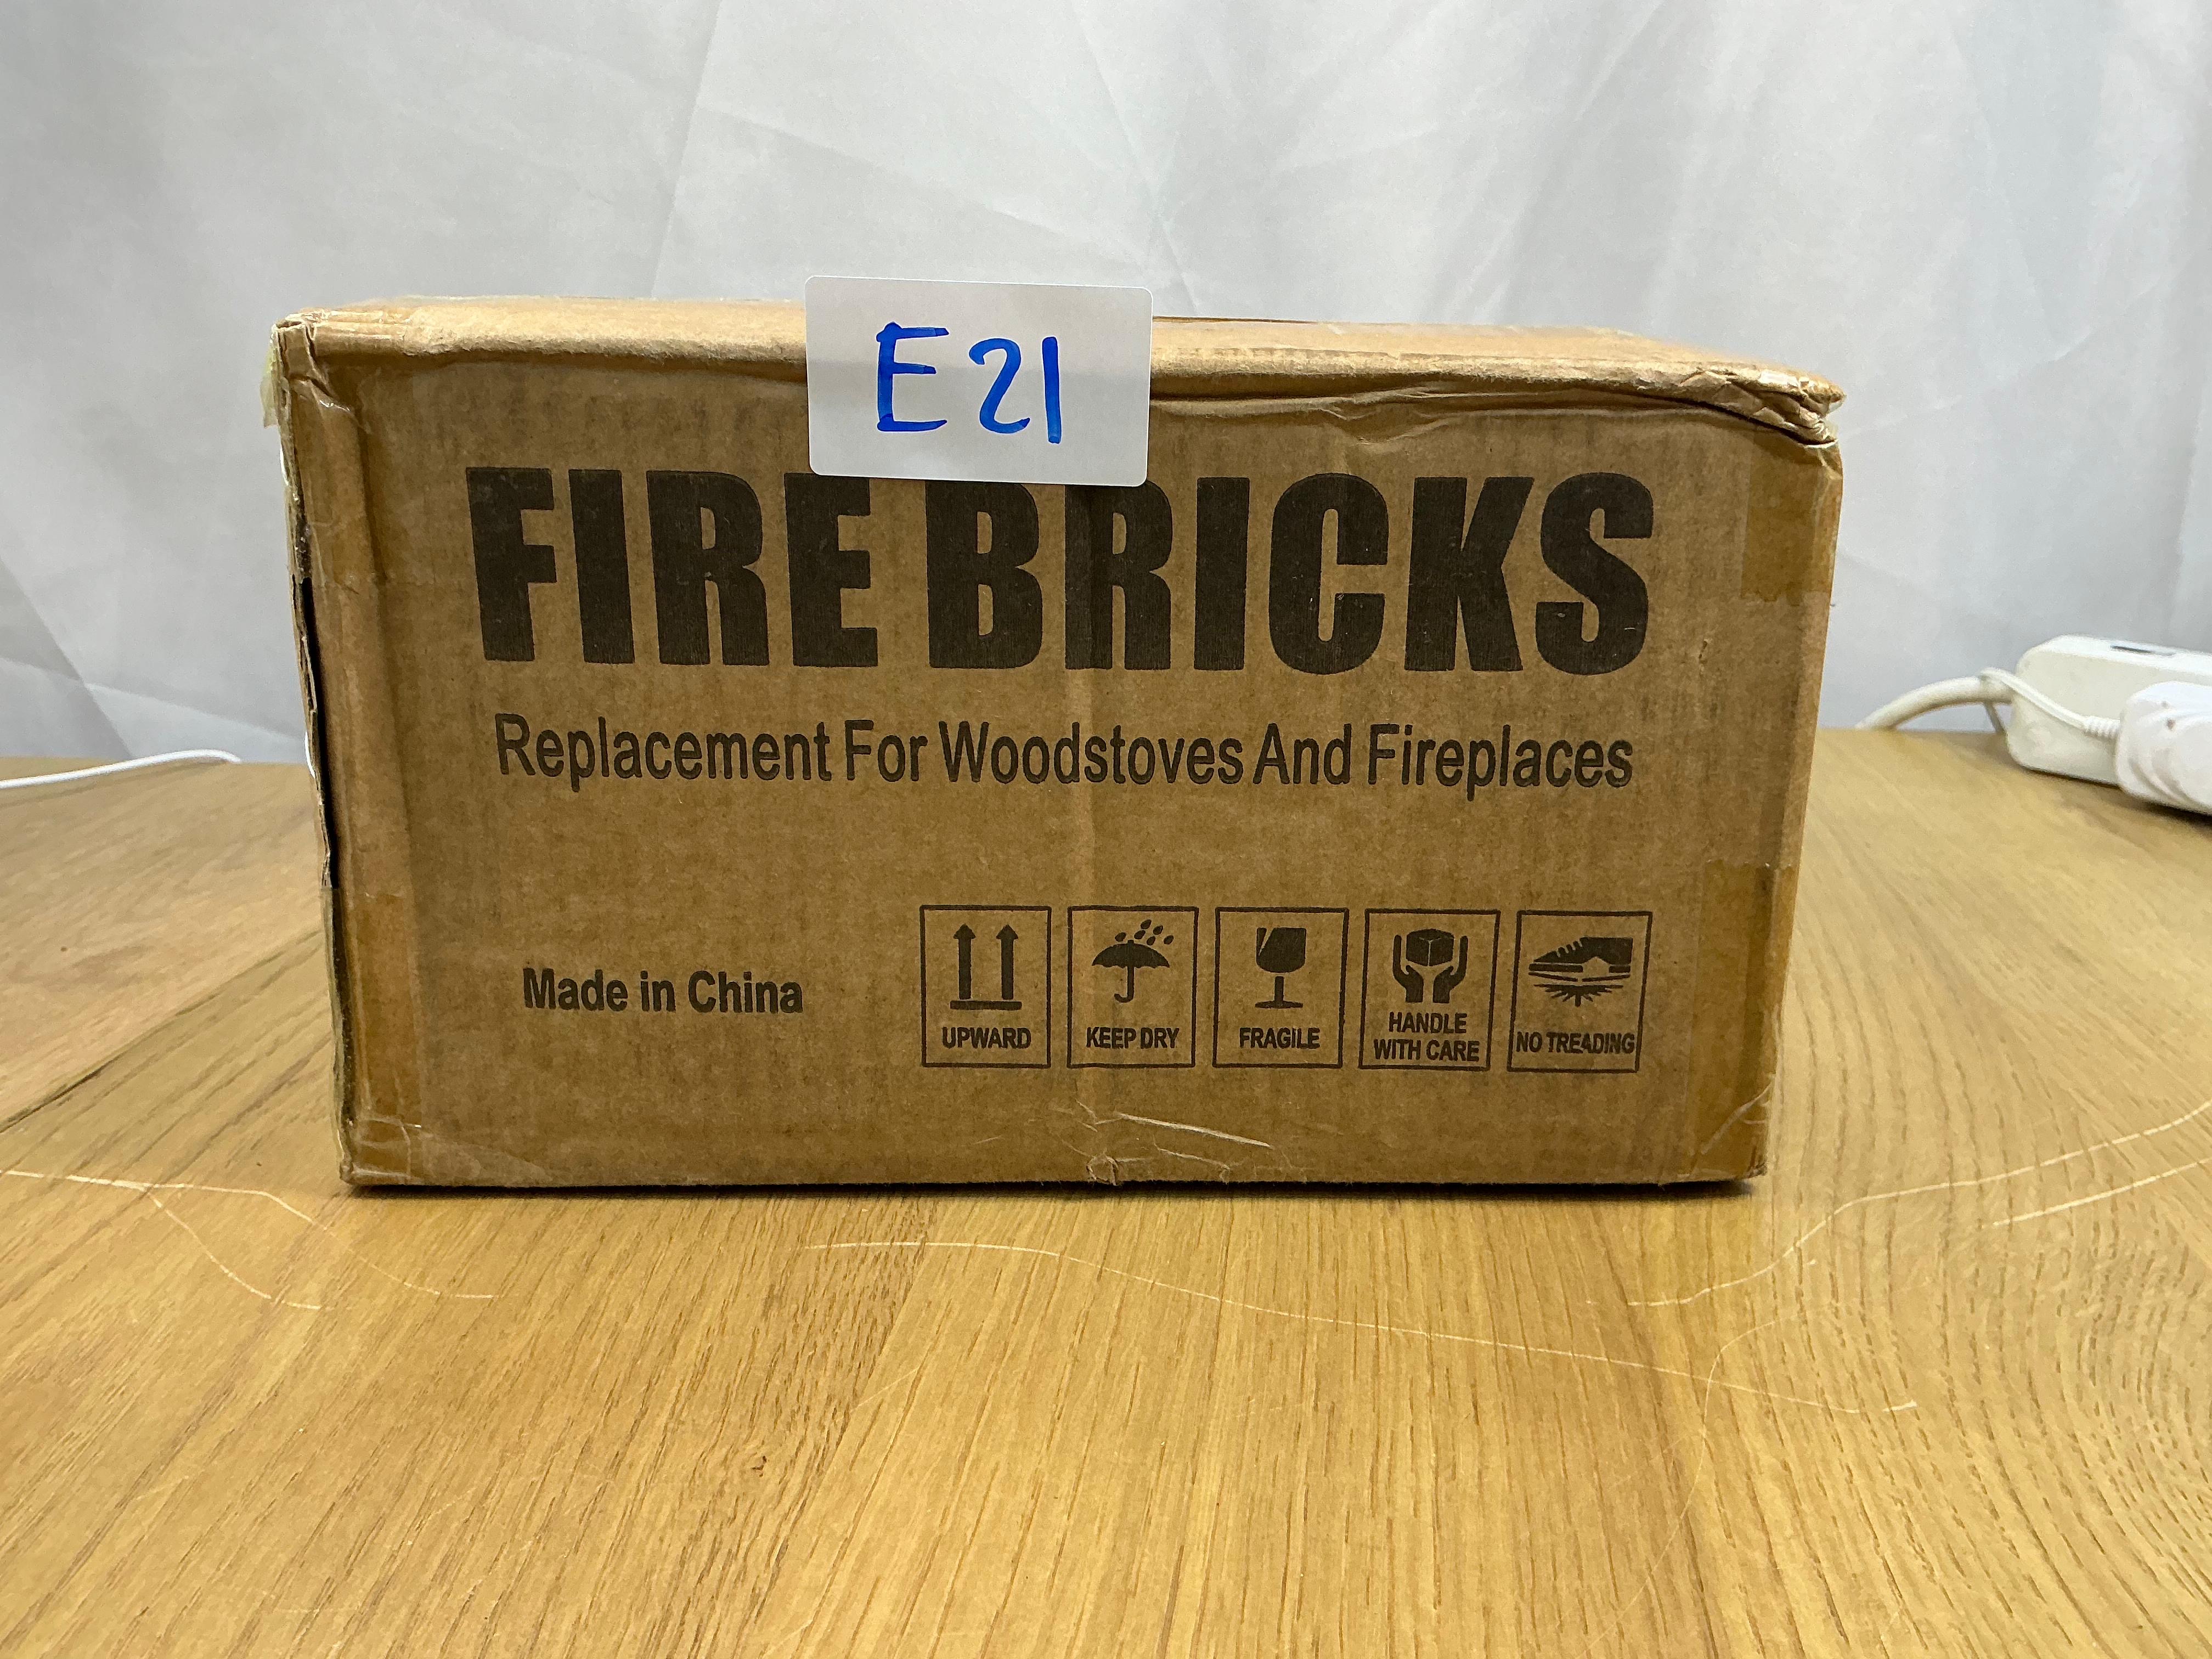 E21
FIRE BRICKS
Replacement For Woodstoves And Fireplaces
Made in China
UPWARD
KEEP DRY
FRAGILE
HANDLE
WITH CARE
NO TREADING